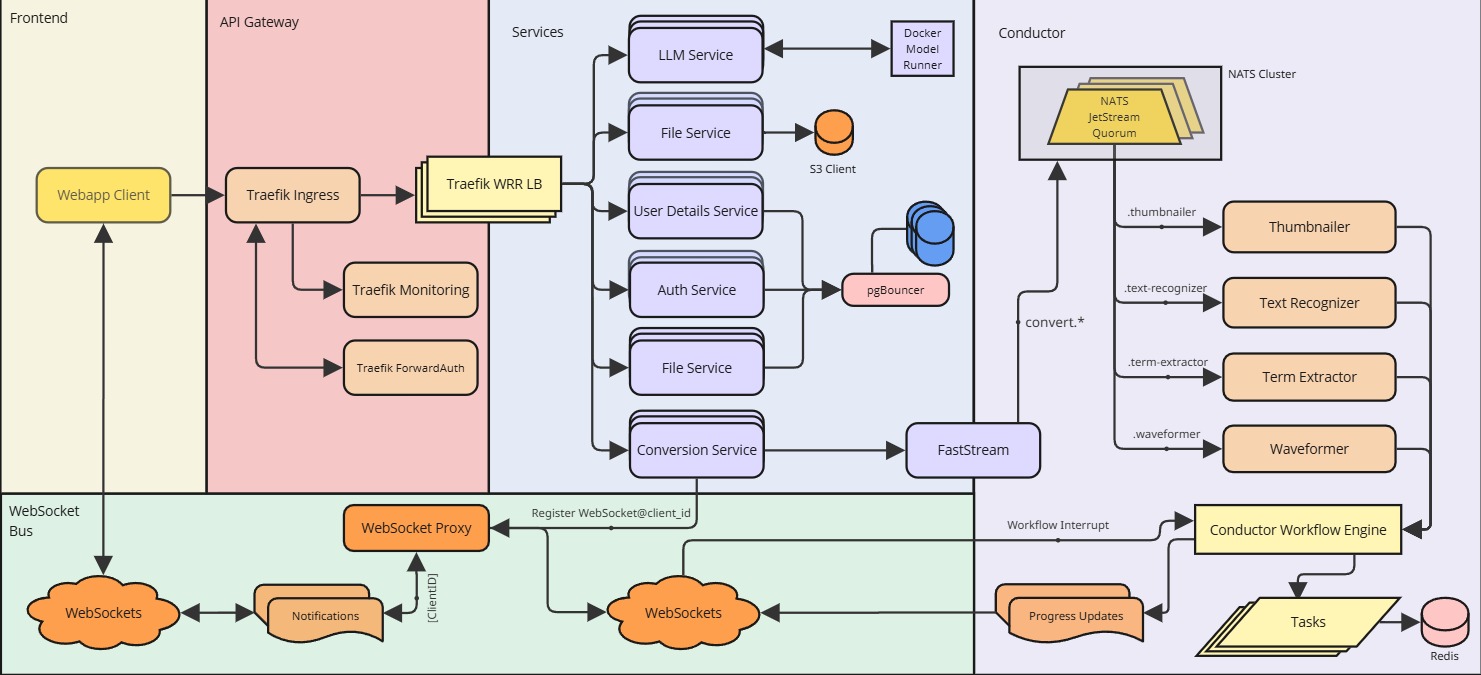 Frontend
API Gateway
Services
Conductor
LLM Service
Docker
Model
Runner
NATS Cluster
NATS
JetStream
Quorum
File Service
S3 Client
Webapp Client
Traefik Ingress
Traefik WRR LB
User Details Service
.thumbnailer
Thumbnailer
Traefik Monitoring
Auth Service
pgBouncer
.text-recognizer
Text Recognizer
convert.*
Traefik ForwardAuth
File Service
.term-extractor
Term Extractor
Conversion Service
FastStream
.waveformer
Waveformer
WebSocket
Bus
WebSocket Proxy
Register WebSocket@client_id
Workflow Interrupt
Conductor Workflow Engine
WebSockets
Notifications
[ClientID]
WebSockets
Progress Updates
Tasks
Redis